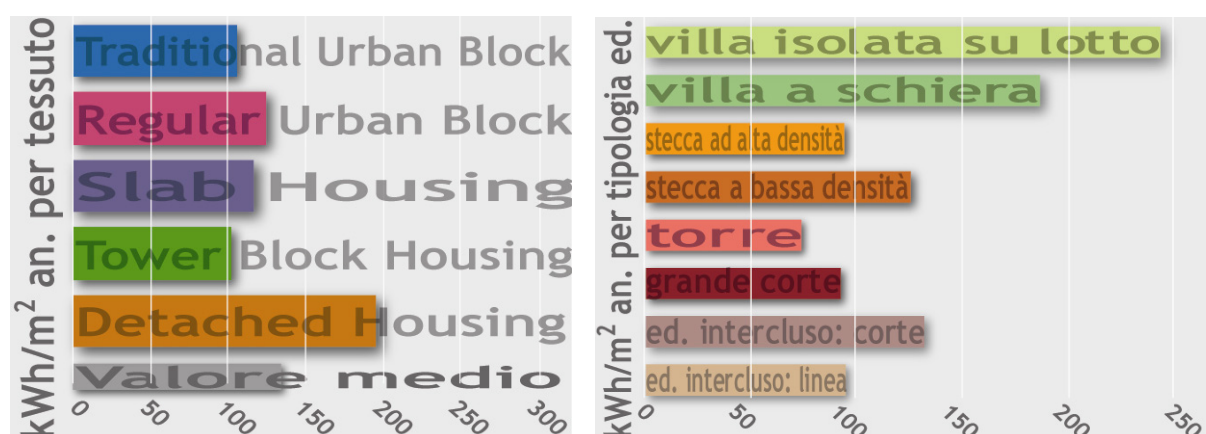 kWh/m² an. per tessuto
Traditional Urban Block
Regular Urban Block
Slab Housing
Tower Block Housing
Detached Housing
Valore medio
0 50 100 150 200 250 300
kWh/m² an. per tipologia ed.
villa isolata su lotto
villa a schiera
stecca ad alta densità
stecca a bassa densità
torre
grande corte
ed. intercluso: corte
ed. intercluso: linea
0 50 100 150 200 250